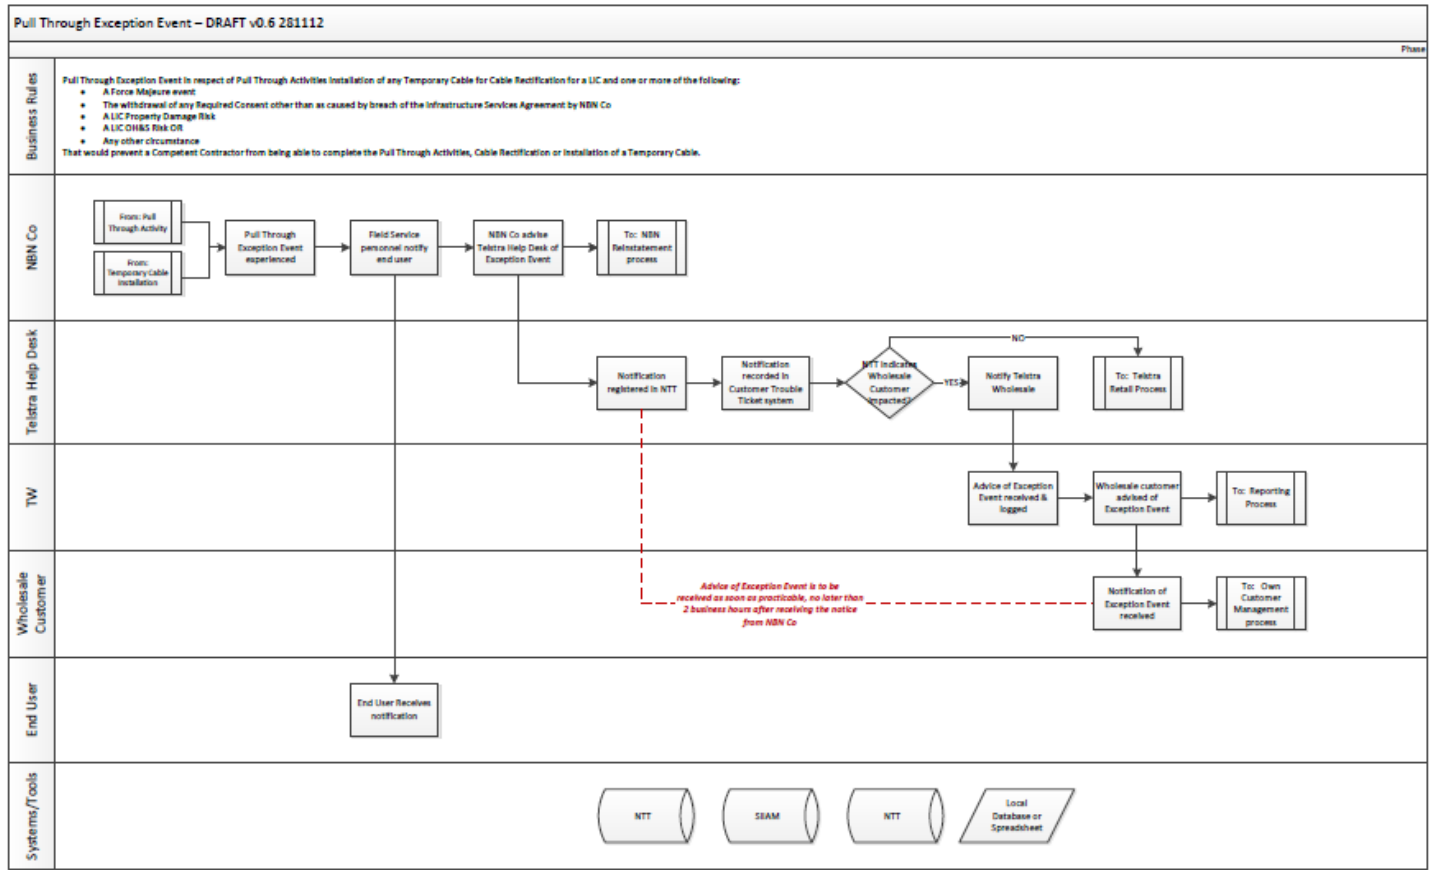 Pull Through Exception Event – DRAFT v0.6 281112
Phase
Business Rules
Pull Through Exception Event in respect of Pull Through Activities Installation of any Temporary Cable for Cable Rectification for a LIC and one or more of the following:
• A Force Majeure event
• The withdrawal of any Required Consent other than as caused by breach of the Infrastructure Services Agreement by NBN Co
• A LIC Property Damage Risk
• A LIC OH&S Risk OR
• Any other circumstance
That would prevent a Competent Contractor from being able to complete the Pull Through Activities, Cable Rectification or Installation of a Temporary Cable.
NBN Co
From: Pull
Through Activity
From:
Temporary Cable
Installation
Pull Through
Exception Event
experienced
Field Service
personnel notify
end user
NBN Co advise
Telstra Help Desk of
Exception Event
To: NBN
Reinstatement
process
Telstra Help Desk
Notification
registered in NTT
Notification
recorded in
Customer Trouble
Ticket system
NTT indicates
Wholesale
Customer
impacted?
NO
YES
Notify Telstra
Wholesale
To: Telstra
Retail Process
TW
Advice of Exception
Event received &
logged
Wholesale customer
advised of
Exception Event
To: Reporting
Process
Wholesale
Customer
Advice of Exception Event is to be
received as soon as practicable, no later than
2 business hours after receiving the notice
from NBN Co
Notification of
Exception Event
received
To: Own
Customer
Management
process
End User
End User Receives
notification
Systems/Tools
NTT
SIIAM
NTT
Local
Database or
Spreadsheet